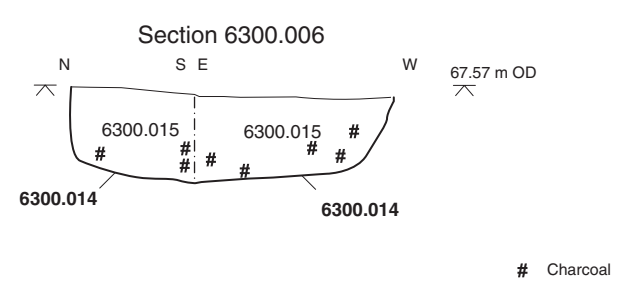 Section 6300.006
N S E W
67.57 m OD
6300.015 6300.015
# # # # # # # #
6300.014 6300.014
# Charcoal